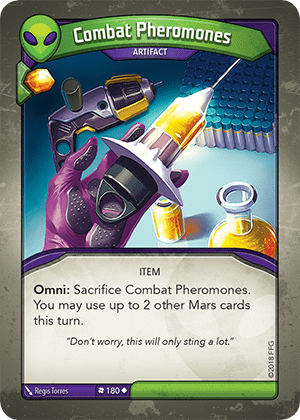 Combat Pheromones
ARTIFACT
ITEM
Omni: Sacrifice Combat Pheromones.
You may use up to 2 other Mars cards
this turn.
"Don't worry, this will only sting a lot."
Regis Torres
180
©2018 FFG